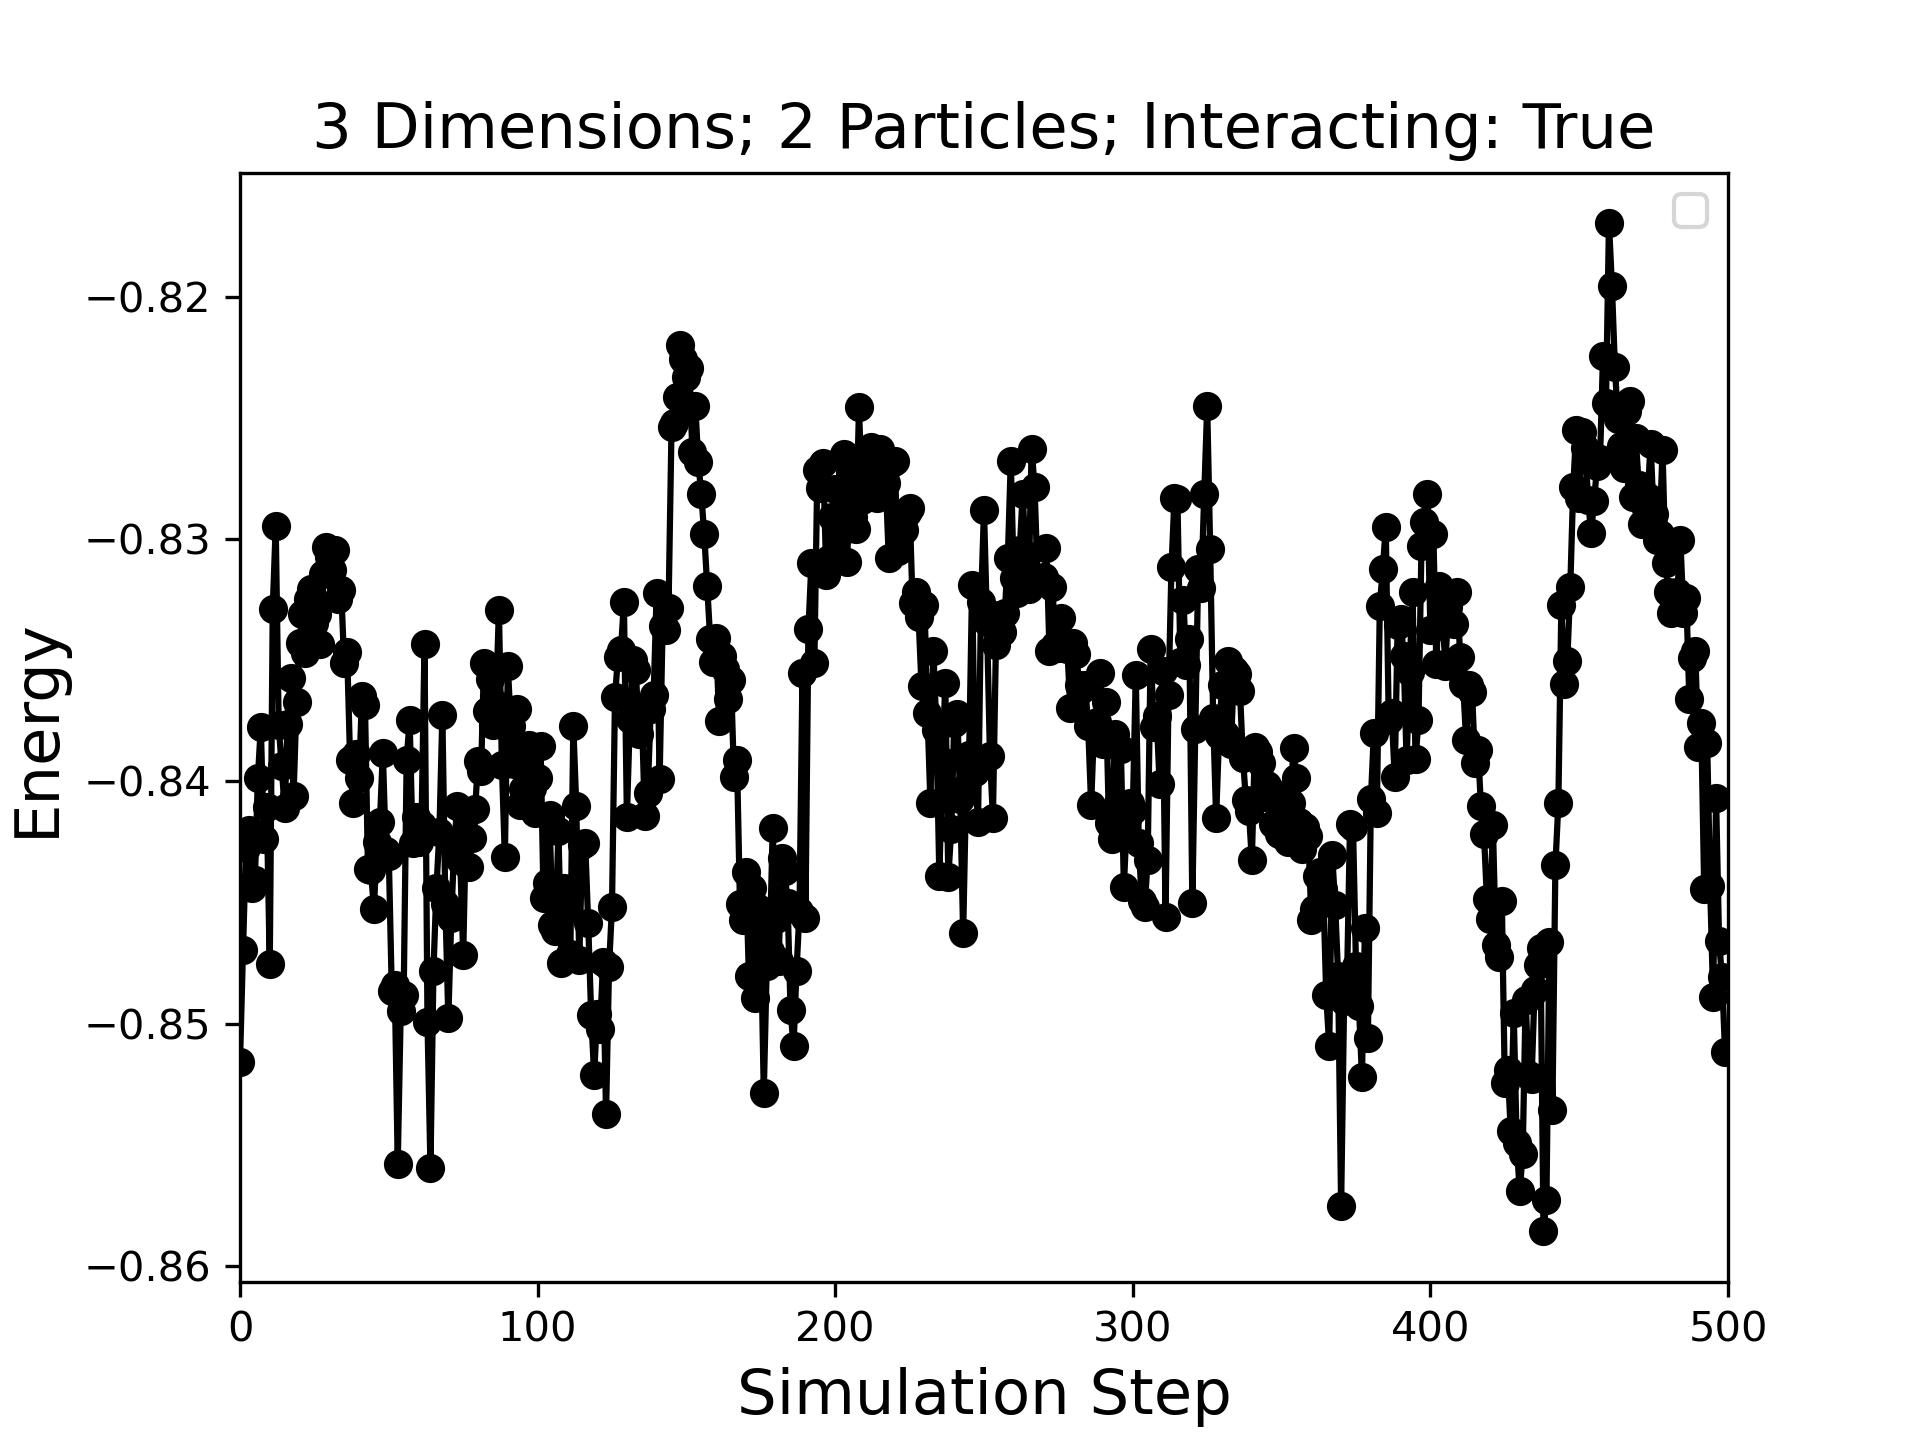 3 Dimensions; 2 Particles; Interacting: True
Energy
−0.82
−0.83
−0.84
−0.85
−0.86
0 100 200 300 400 500
Simulation Step